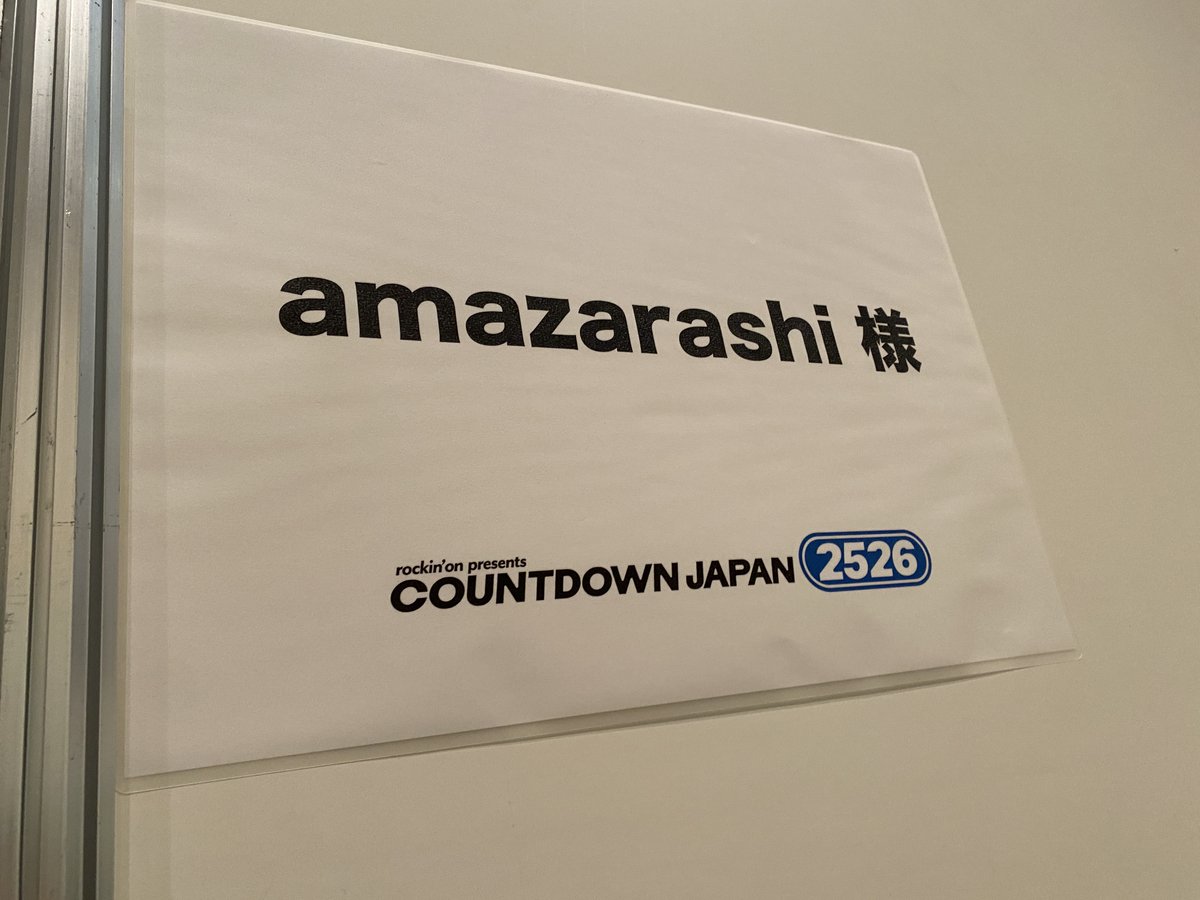 amazarashi 様
rockin'on presents
COUNTDOWN JAPAN 2526